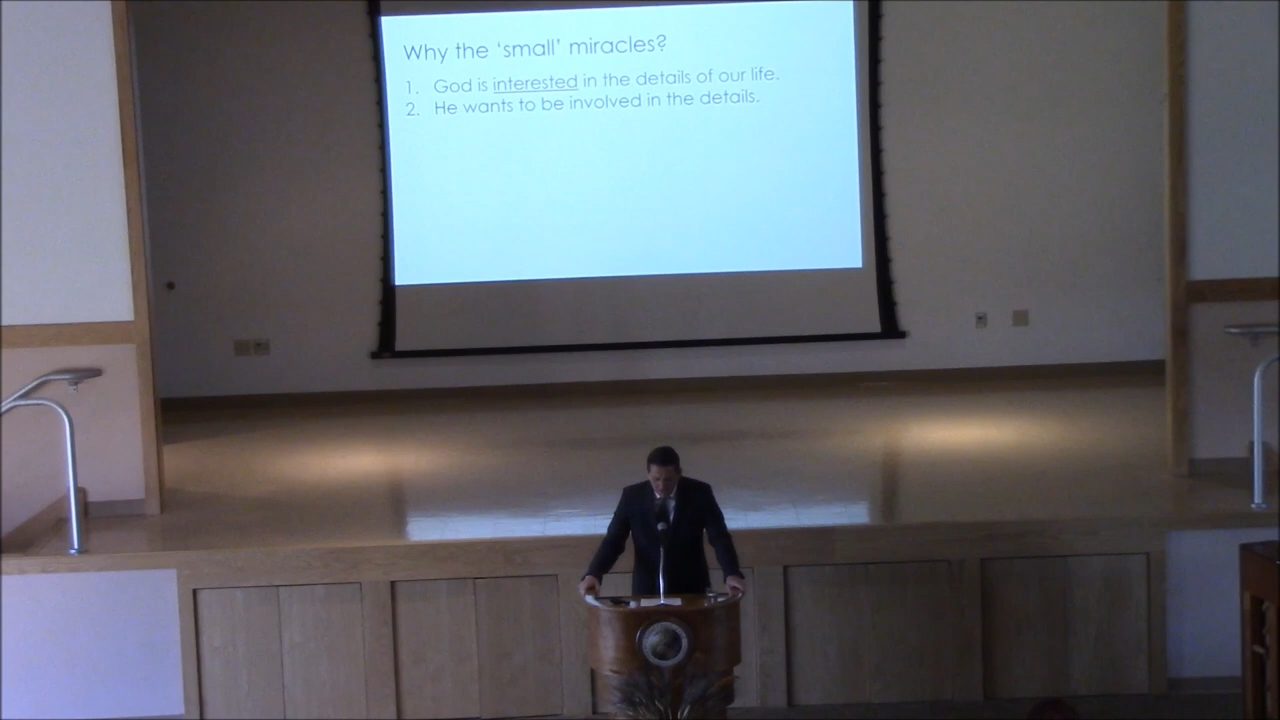 Why the ‘small’ miracles?
1. God is interested in the details of our life.
2. He wants to be involved in the details.